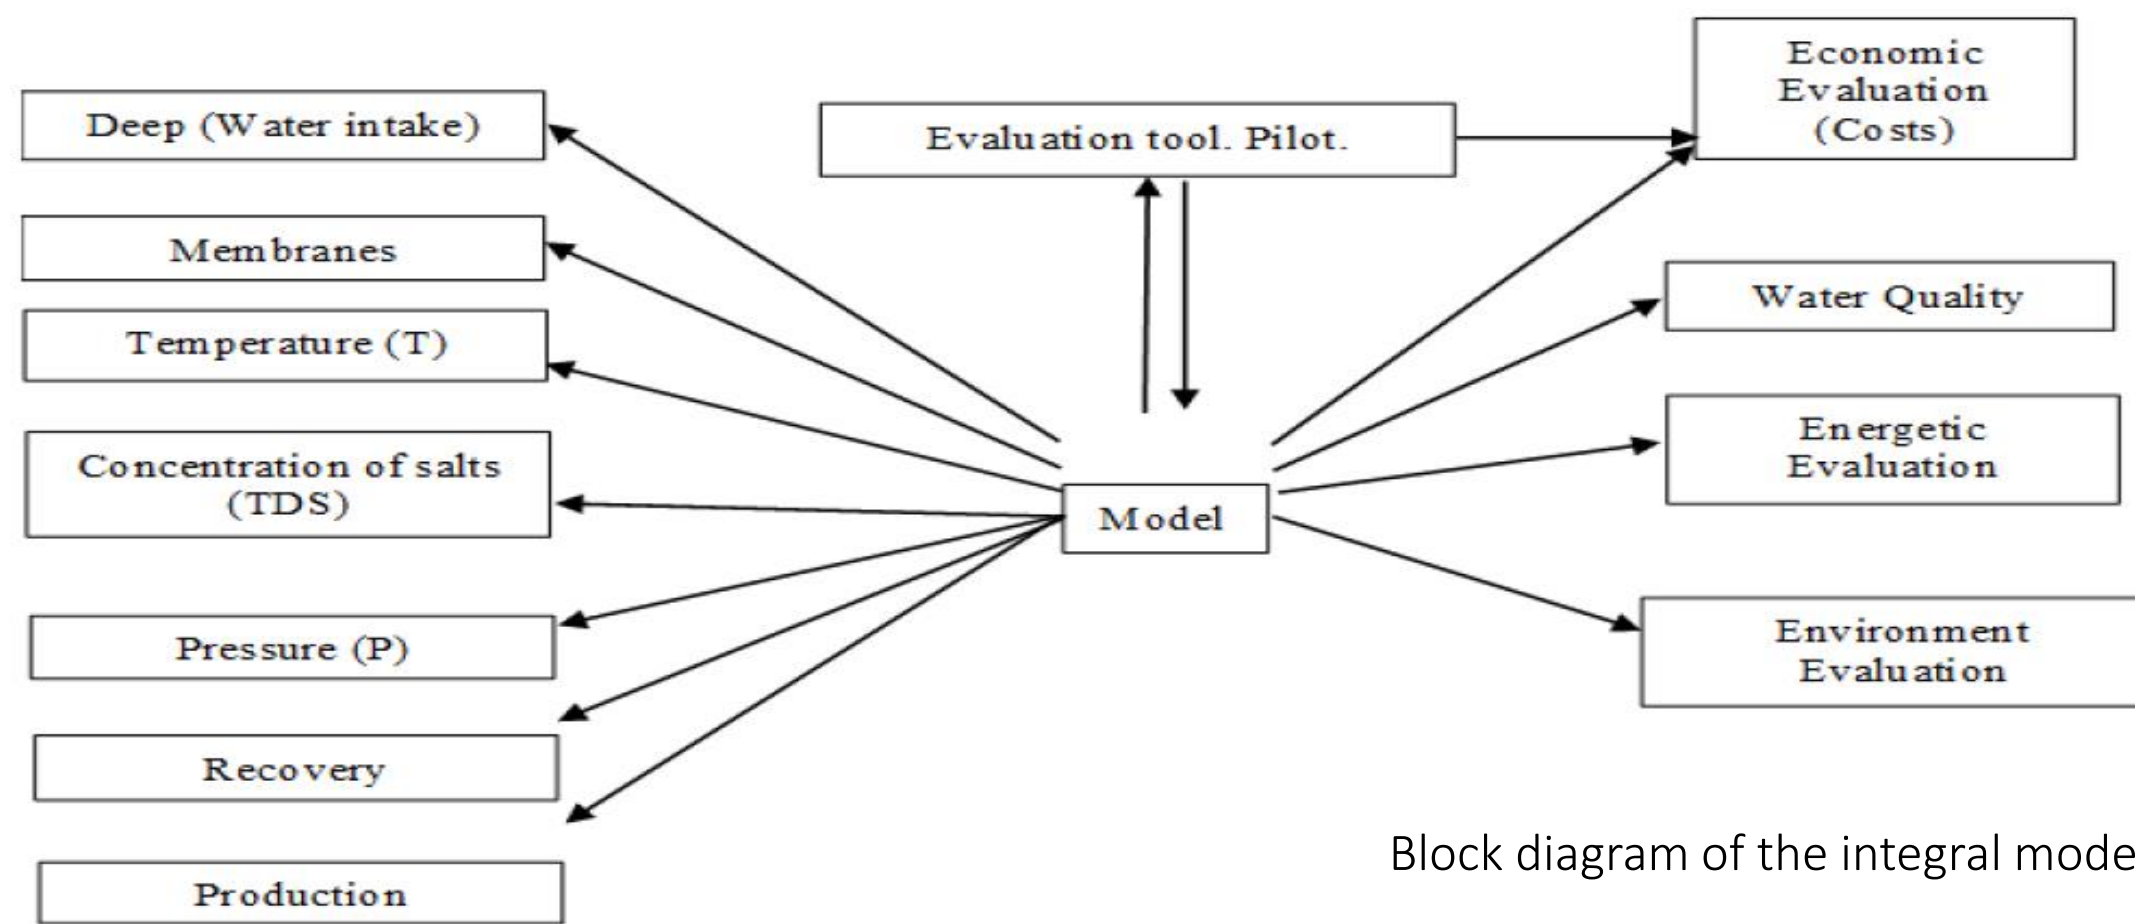 Deep (Water intake)
Membranes
Temperature (T)
Concentration of salts
(TDS)
Pressure (P)
Recovery
Production
Evaluation tool. Pilot.
Model
Economic
Evaluation
(Costs)
Water Quality
Energetic
Evaluation
Environment
Evaluation
Block diagram of the integral mode